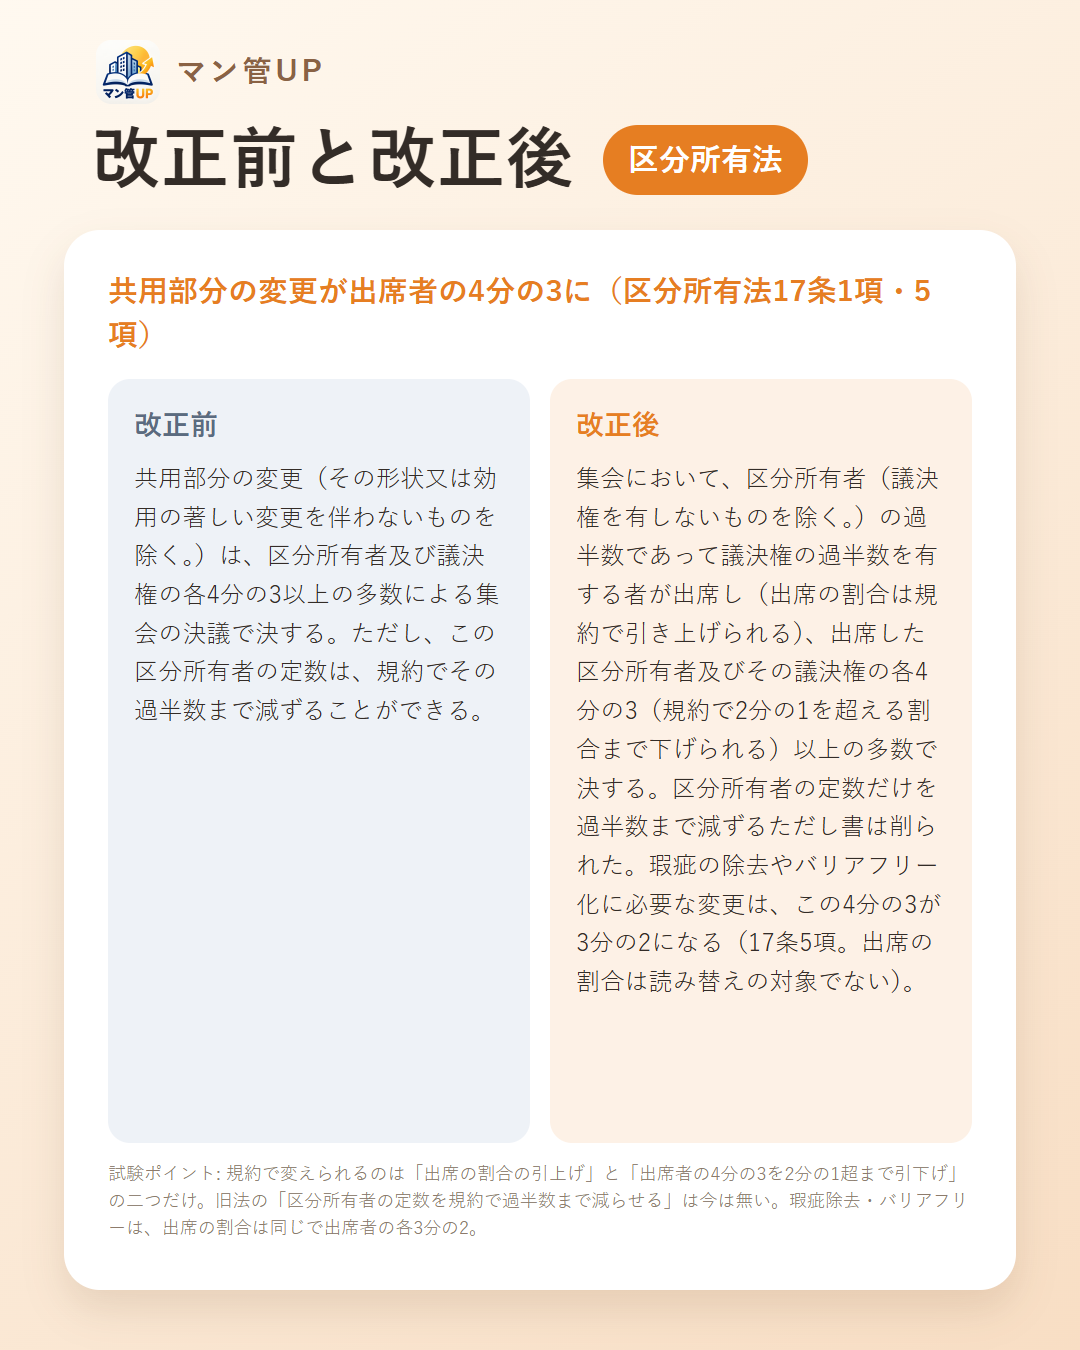 マン管UP
マン管UP
改正前と改正後
区分所有法
共用部分の変更が出席者の4分の3に（区分所有法17条1項・5
項）
改正前
共用部分の変更（その形状又は効
用の著しい変更を伴わないものを
除く。）は、区分所有者及び議決
権の各4分の3以上の多数による集
会の決議で決する。ただし、この
区分所有者の定数は、規約でその
過半数まで減ずることができる。
改正後
集会において、区分所有者（議決
権を有しないものを除く。）の過
半数であって議決権の過半数を有
する者が出席し（出席の割合は規
約で引き上げられる）、出席した
区分所有者及びその議決権の各4
分の3（規約で2分の1を超える割
合まで下げられる）以上の多数で
決する。区分所有者の定数だけを
過半数まで減ずるただし書は削ら
れた。瑕疵の除去やバリアフリー
化に必要な変更は、この4分の3が
3分の2になる（17条5項。出席の
割合は読み替えの対象でない）。
試験ポイント: 規約で変えられるのは「出席の割合の引上げ」と「出席者の4分の3を2分の1超まで引下げ」
の二つだけ。旧法の「区分所有者の定数を規約で過半数まで減らせる」は今は無い。瑕疵除去・バリアフリ
ーは、出席の割合は同じで出席者の各3分の2。